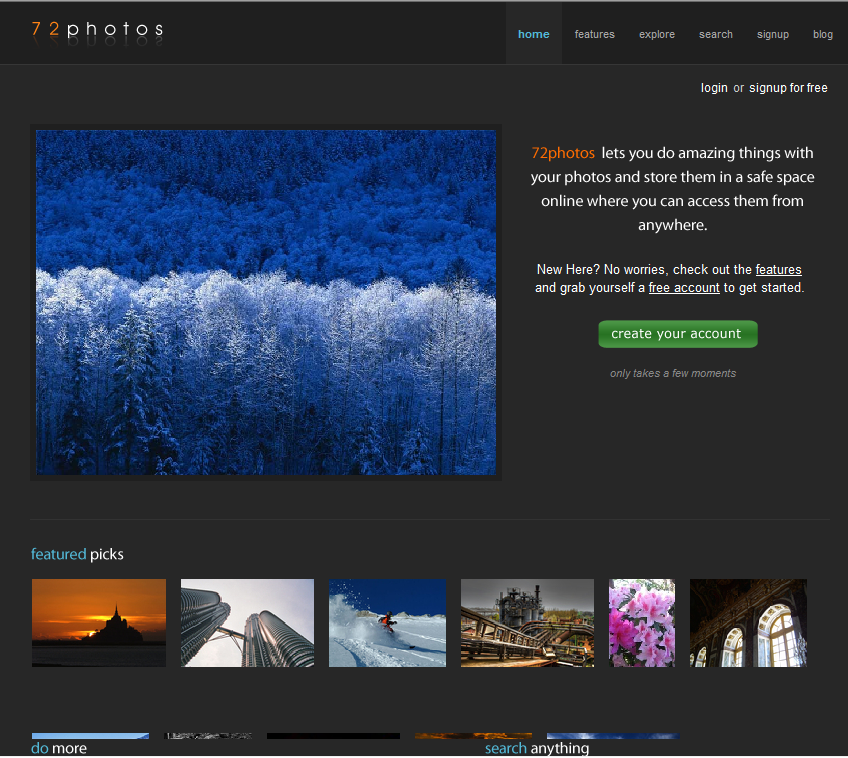 72photos
home features explore search signup blog
login or signup for free
72photos lets you do amazing things with
your photos and store them in a safe space
online where you can access them from
anywhere.
New Here? No worries, check out the features
and grab yourself a free account to get started.
create your account
only takes a few moments
featured picks
do more
search anything